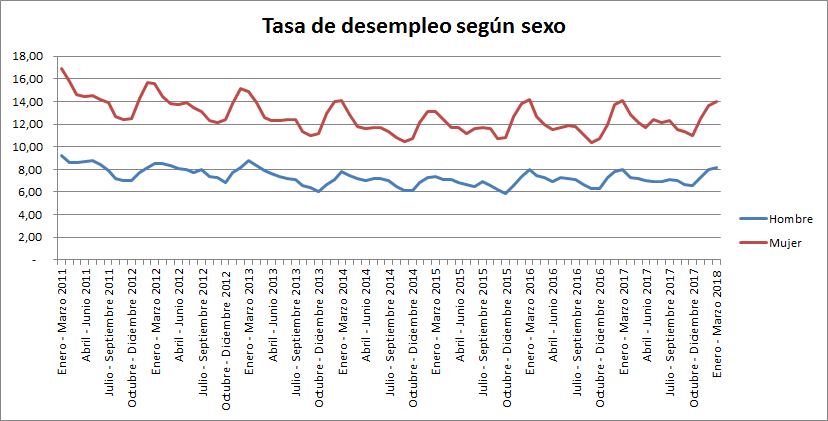 Tasa de desempleo según sexo
18,00
16,00
14,00
12,00
10,00
8,00
6,00
4,00
2,00
-
Enero - Marzo 2011
Abril - Junio 2011
Julio - Septiembre 2011
Octubre - Diciembre 2011
Enero - Marzo 2012
Abril - Junio 2012
Julio - Septiembre 2012
Octubre - Diciembre 2012
Enero - Marzo 2013
Abril - Junio 2013
Julio - Septiembre 2013
Octubre - Diciembre 2013
Enero - Marzo 2014
Abril - Junio 2014
Julio - Septiembre 2014
Octubre - Diciembre 2014
Enero - Marzo 2015
Abril - Junio 2015
Julio - Septiembre 2015
Octubre - Diciembre 2015
Enero - Marzo 2016
Abril - Junio 2016
Julio - Septiembre 2016
Octubre - Diciembre 2016
Enero - Marzo 2017
Abril - Junio 2017
Julio - Septiembre 2017
Octubre - Diciembre 2017
Enero - Marzo 2018
Hombre
Mujer